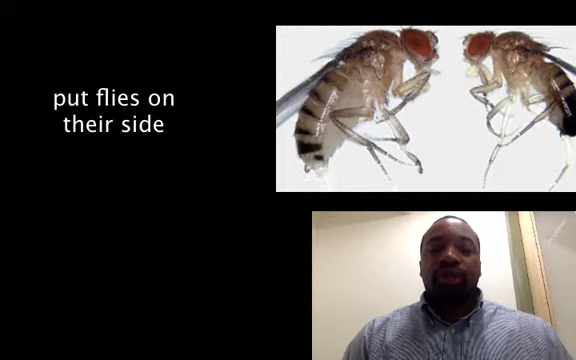 put flies on
their side